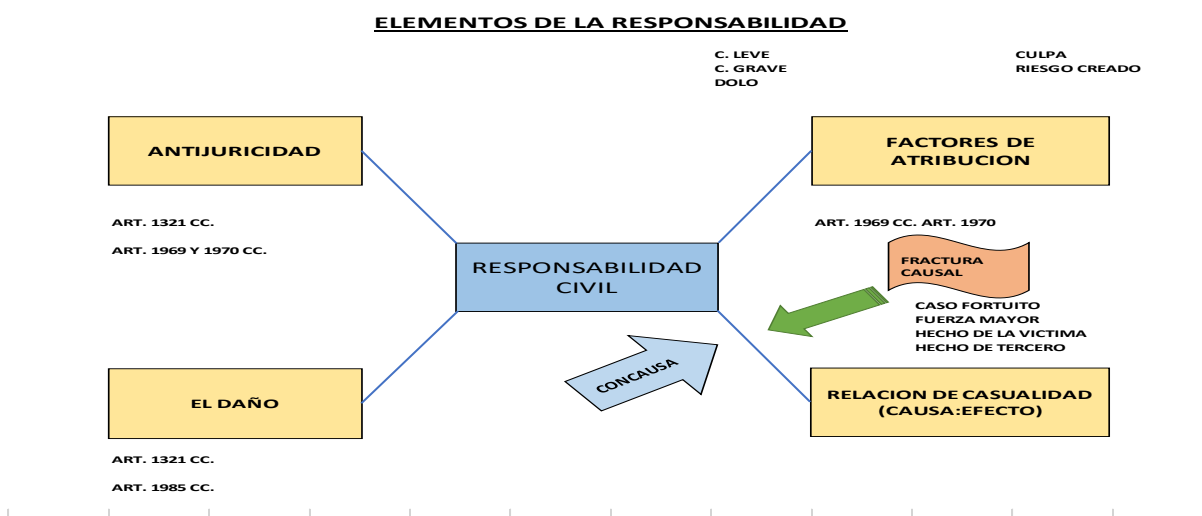 ELEMENTOS DE LA RESPONSABILIDAD
C. LEVE
C. GRAVE
DOLO
CULPA
RIESGO CREADO
ANTIJURICIDAD
FACTORES DE
ATRIBUCION
ART. 1321 CC.
ART. 1969 Y 1970 CC.
ART. 1969 CC. ART. 1970
RESPONSABILIDAD
CIVIL
FRACTURA
CAUSAL
CASO FORTUITO
FUERZA MAYOR
HECHO DE LA VICTIMA
HECHO DE TERCERO
CONCAUSA
EL DAÑO
RELACION DE CASUALIDAD
(CAUSA:EFECTO)
ART. 1321 CC.
ART. 1985 CC.